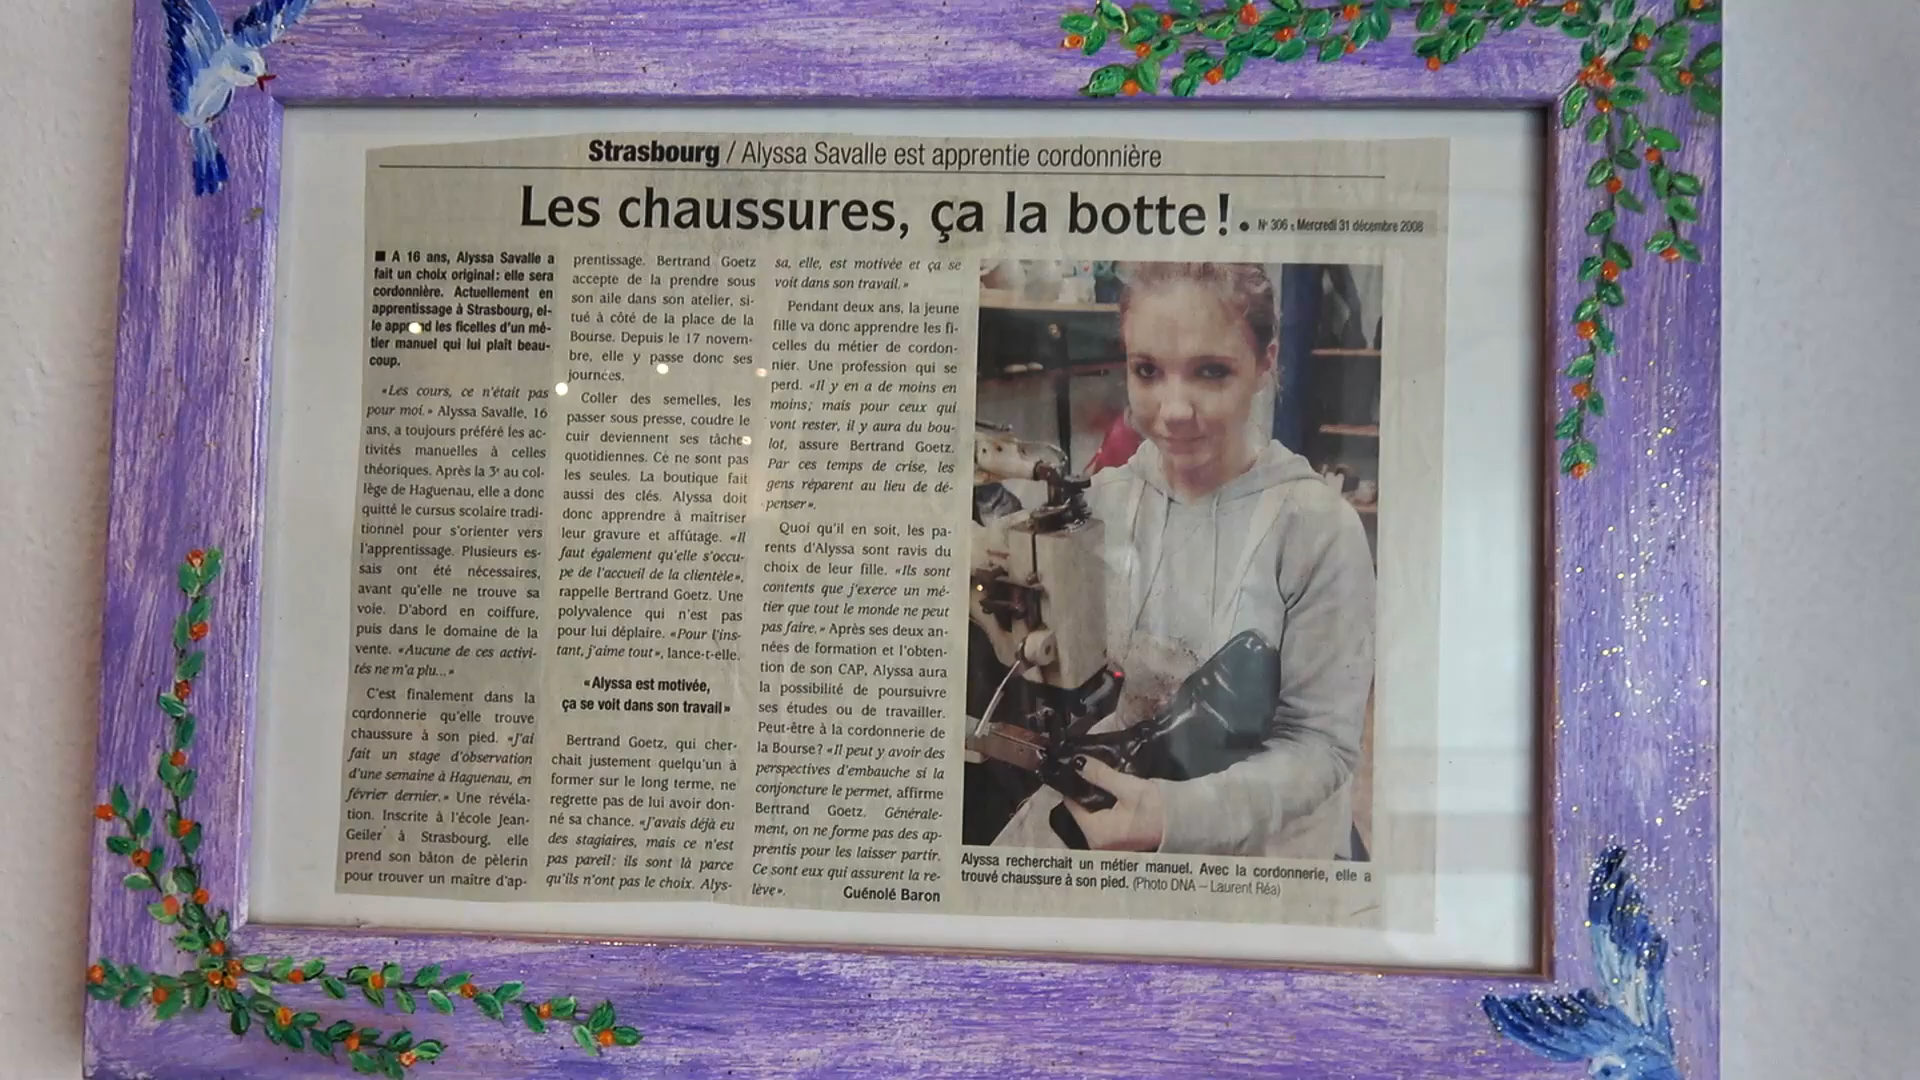 Strasbourg / Alyssa Savalle est apprentie cordonnière
Les chaussures, ça la botte !.
N° 306 - Mercredi 31 décembre 2008
■ A 16 ans, Alyssa Savalle a
fait un choix original: elle sera
cordonnière. Actuellement en
apprentissage à Strasbourg, el-
le apprend les ficelles d'un mé-
tier manuel qui lui plaît beau-
coup.
«Les cours, ce n'était pas
pour moi.» Alyssa Savalle, 16
ans, a toujours préféré les ac-
tivités manuelles à celles
théoriques. Après la 3e au col-
lège de Haguenau, elle a donc
quitté le cursus scolaire tradi-
tionnel pour s'orienter vers
l'apprentissage. Plusieurs es-
sais ont été nécessaires,
avant qu'elle ne trouve sa
voie. D'abord en coiffure,
puis dans le domaine de la
vente. «Aucune de ces activi-
tés ne m'a plu...»
C'est finalement dans la
cordonnerie qu'elle trouve
chaussure à son pied. «J'ai
fait un stage d'observation
d'une semaine à Haguenau, en
février dernier.» Une révéla-
tion. Inscrite à l'école Jean-
Geiler à Strasbourg, elle
prend son bâton de pèlerin
pour trouver un maître d'ap-
prentissage. Bertrand Goetz
accepte de la prendre sous
son aile dans son atelier, si-
tué à côté de la place de la
Bourse. Depuis le 17 novem-
bre, elle y passe donc ses
journées.
Coller des semelles, les
passer sous presse, coudre le
cuir deviennent ses tâches
quotidiennes. Ce ne sont pas
les seules. La boutique fait
aussi des clés. Alyssa doit
donc apprendre à maîtriser
leur gravure et affûtage. «Il
faut également qu'elle s'occu-
pe de l'accueil de la clientèle»,
rappelle Bertrand Goetz. Une
polyvalence qui n'est pas
pour lui déplaire. «Pour l'ins-
tant, j'aime tout», lance-t-elle.
«Alyssa est motivée,
ça se voit dans son travail»
Bertrand Goetz, qui cher-
chait justement quelqu'un à
former sur le long terme, ne
regrette pas de lui avoir don-
né sa chance. «J'avais déjà eu
des stagiaires, mais ce n'est
pas pareil: ils sont là parce
qu'ils n'ont pas le choix. Alys-
sa, elle, est motivée et ça se
voit dans son travail.»
Pendant deux ans, la jeune
fille va donc apprendre les fi-
celles du métier de cordon-
nier. Une profession qui se
perd. «Il y en a de moins en
moins; mais pour ceux qui
vont rester, il y aura du bou-
lot, assure Bertrand Goetz.
Par ces temps de crise, les
gens réparent au lieu de dé-
penser».
Quoi qu'il en soit, les pa-
rents d'Alyssa sont ravis du
choix de leur fille. «Ils sont
contents que j'exerce un mé-
tier que tout le monde ne peut
pas faire.» Après ses deux an-
nées de formation et l'obten-
tion de son CAP, Alyssa aura
la possibilité de poursuivre
ses études ou de travailler.
Peut-être à la cordonnerie de
la Bourse? «Il peut y avoir des
perspectives d'embauche si la
conjoncture le permet, affirme
Bertrand Goetz. Générale-
ment, on ne forme pas des ap-
prentis pour les laisser partir.
Ce sont eux qui assurent la re-
lève».
Guénolé Baron
Alyssa recherchait un métier manuel. Avec la cordonnerie, elle a
trouvé chaussure à son pied. (Photo DNA – Laurent Réa)